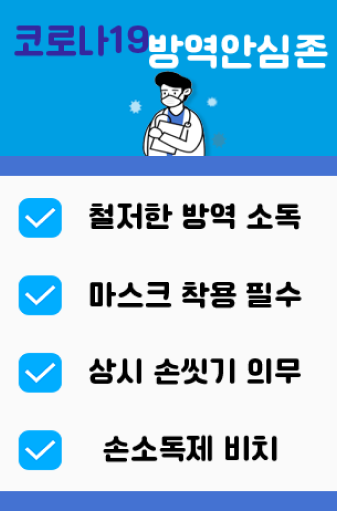 코로나19 방역안심존
철저한 방역 소독
마스크 착용 필수
상시 손씻기 의무
손소독제 비치